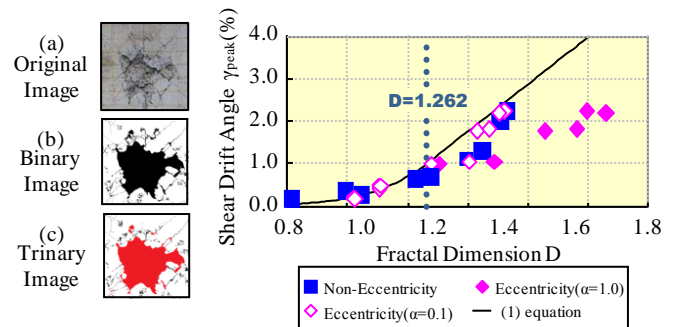 (a)
Original
Image
(b)
Binary
Image
(c)
Trinary
Image
Shear Drift Angle γpeak(%)
4.0
3.0
2.0
1.0
0.0
D=1.262
0.8
1.0
1.2
1.4
1.6
1.8
Fractal Dimension D
Non-Eccentricity
Eccentricity(α=1.0)
Eccentricity(α=0.1)
(1) equation